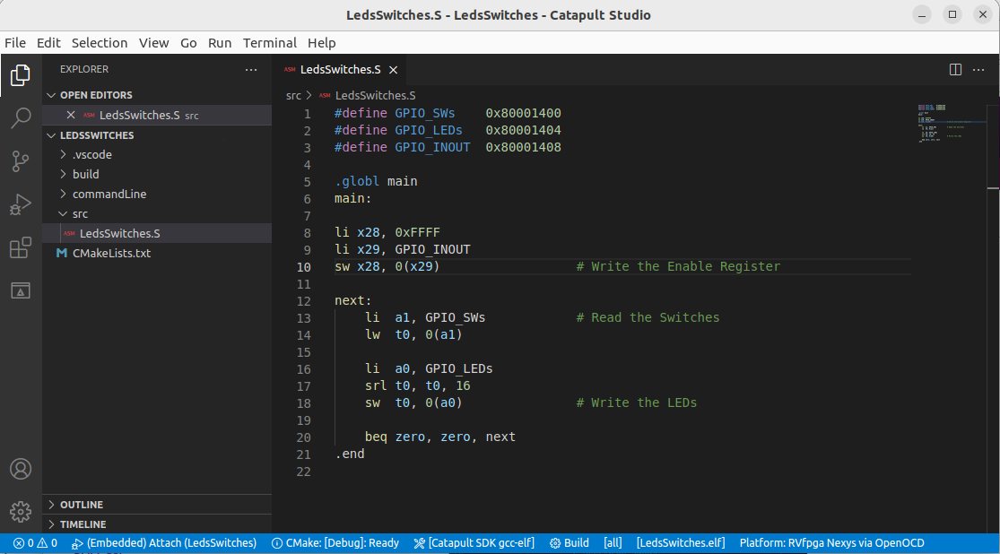 LedsSwitches.S - LedsSwitches - Catapult Studio
File Edit Selection View Go Run Terminal Help
EXPLORER
OPEN EDITORS
ASM LedsSwitches.S src
LEDSSWITCHES
.vscode
build
commandLine
src
ASM LedsSwitches.S
M CMakeLists.txt
OUTLINE
TIMELINE
ASM LedsSwitches.S
src > ASM LedsSwitches.S
1 #define GPIO_SWs    0x80001400
2 #define GPIO_LEDs   0x80001404
3 #define GPIO_INOUT  0x80001408
4
5 .globl main
6 main:
7
8 li x28, 0xFFFF
9 li x29, GPIO_INOUT
10 sw x28, 0(x29)                  # Write the Enable Register
11
12 next:
13     li  a1, GPIO_SWs            # Read the Switches
14     lw  t0, 0(a1)
15
16     li  a0, GPIO_LEDs
17     srl t0, t0, 16
18     sw  t0, 0(a0)               # Write the LEDs
19
20     beq zero, zero, next
21 .end
22
0 0 (Embedded) Attach (LedsSwitches) CMake: [Debug]: Ready [Catapult SDK gcc-elf] Build [all] [LedsSwitches.elf] Platform: RVfpga Nexys via OpenOCD